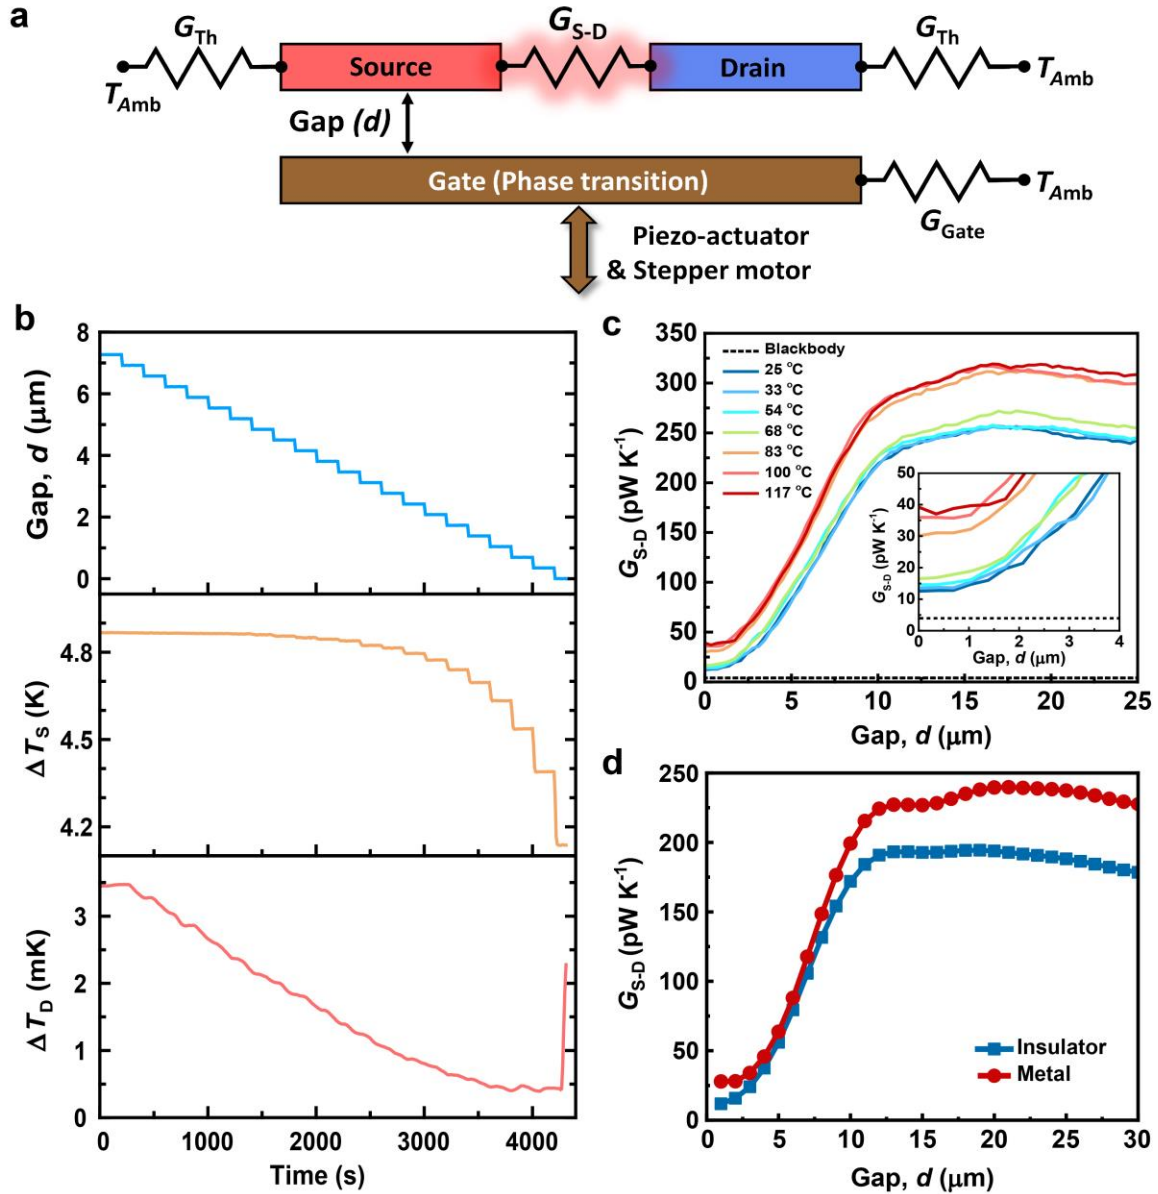 a
G_Th
G_S-D
G_Th
Source
Drain
T_Amb
T_Amb
Gap (d)
Gate (Phase transition)
T_Amb
G_Gate
Piezo-actuator
& Stepper motor
b
Gap, d (μm)
8
6
4
2
0
ΔT_S (K)
4.8
4.5
4.2
ΔT_D (mK)
3
2
1
0
0 1000 2000 3000 4000
Time (s)
c
G_S-D (pW K⁻¹)
350
300
250
200
150
100
50
0
Blackbody
25 °C
33 °C
54 °C
68 °C
83 °C
100 °C
117 °C
G_S-D (pW K⁻¹)
50
40
30
20
10
0
0 1 2 3 4
Gap, d (μm)
0 5 10 15 20 25
Gap, d (μm)
d
G_S-D (pW K⁻¹)
250
200
150
100
50
0
Insulator
Metal
0 5 10 15 20 25 30
Gap, d (μm)